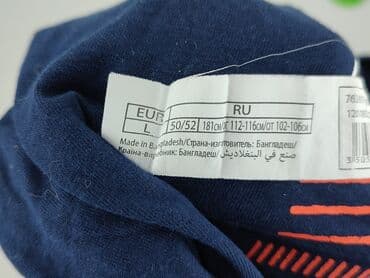 EUR RU
L 50/52 181см/от 112-116см/от 102-106см
Made in Bangladesh/Страна-изготовитель: Бангладеш/
Країна-виробник: Бангладеш/صنع في البنغلاديش